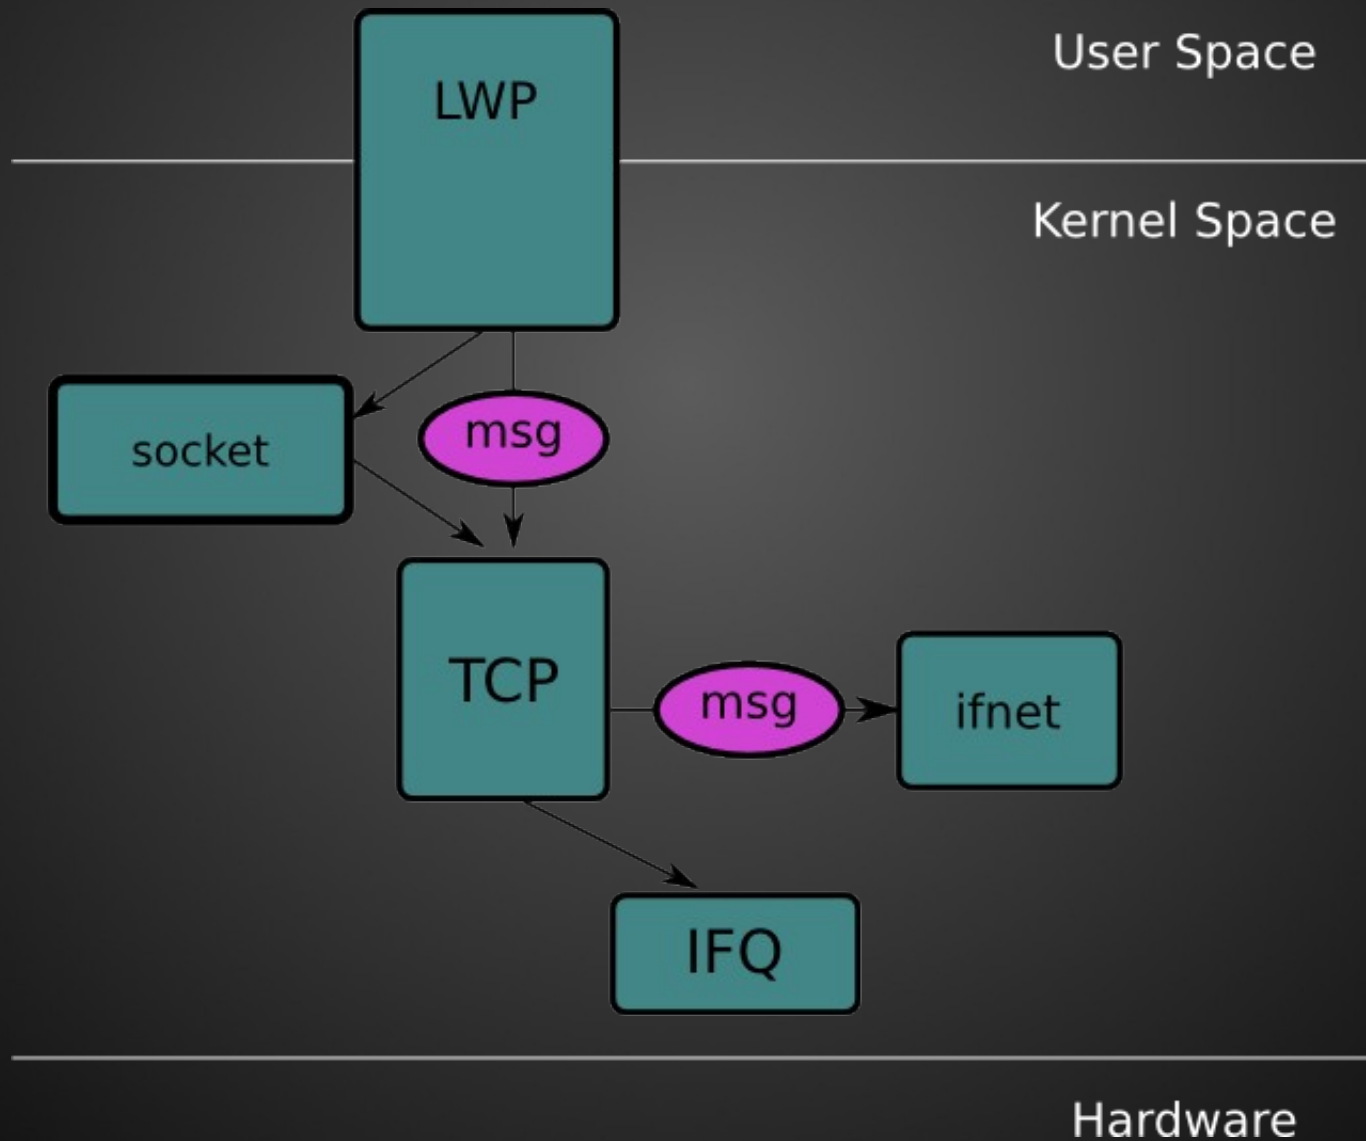 User Space
LWP
Kernel Space
msg
socket
TCP
msg
ifnet
IFQ
Hardware